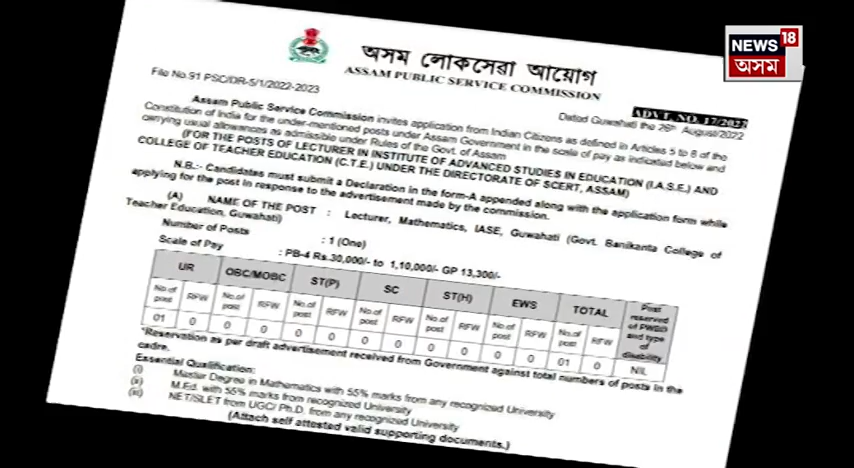 অসম লোকসেৱা আয়োগ
ASSAM PUBLIC SERVICE COMMISSION
NEWS 18
অসম
File No.91 PSC/DR-5/1/2022-2023
ADVT. NO. 17/2022
Dated Guwahati the 26th August/2022
Assam Public Service Commission invites application from Indian Citizens as defined in Articles 5 to 8 of the
Constitution of India for the under-mentioned posts under Assam Government in the scale of pay as indicated below and
carrying usual allowances as admissible under Rules of the Govt. of Assam
(FOR THE POSTS OF LECTURER IN INSTITUTE OF ADVANCED STUDIES IN EDUCATION (I.A.S.E.) AND
COLLEGE OF TEACHER EDUCATION (C.T.E.) UNDER THE DIRECTORATE OF SCERT, ASSAM)
N.B.:- Candidates must submit a Declaration in the form-A appended along with the application form while
applying for the post in response to the advertisement made by the commission.
(A) NAME OF THE POST : Lecturer, Mathematics, IASE, Guwahati (Govt. Banikanta College of
Teacher Education, Guwahati)
Number of Posts : 1 (One)
Scale of Pay : PB-4 Rs.30,000/- to 1,10,000/- GP 13,300/-
UR OBC/MOBC ST(P) SC ST(H) EWS TOTAL Post reserved of PWBD and type of disability
No.of post RFW No.of post RFW No.of post RFW No.of post RFW No.of post RFW No.of post RFW No.of post RFW
01 0 0 0 0 0 0 0 0 0 0 0 01 0 NIL
*Reservation as per draft advertisement received from Government against total numbers of posts in the
cadre.
Essential Qualification:
(i) Master Degree in Mathematics with 55% marks from any recognized University
(ii) M.Ed. with 55% marks from recognized University
(iii) NET/SLET from UGC/ Ph.D. from any recognized University
(Attach self attested valid supporting documents.)